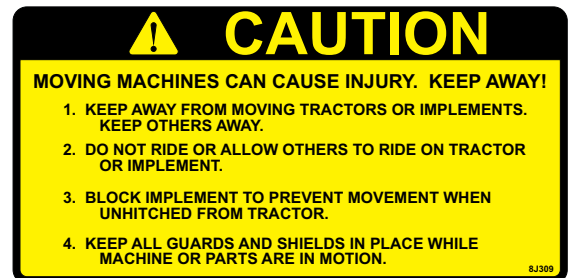 CAUTION
MOVING MACHINES CAN CAUSE INJURY. KEEP AWAY!
1. KEEP AWAY FROM MOVING TRACTORS OR IMPLEMENTS.
KEEP OTHERS AWAY.
2. DO NOT RIDE OR ALLOW OTHERS TO RIDE ON TRACTOR
OR IMPLEMENT.
3. BLOCK IMPLEMENT TO PREVENT MOVEMENT WHEN
UNHITCHED FROM TRACTOR.
4. KEEP ALL GUARDS AND SHIELDS IN PLACE WHILE
MACHINE OR PARTS ARE IN MOTION.
8J309